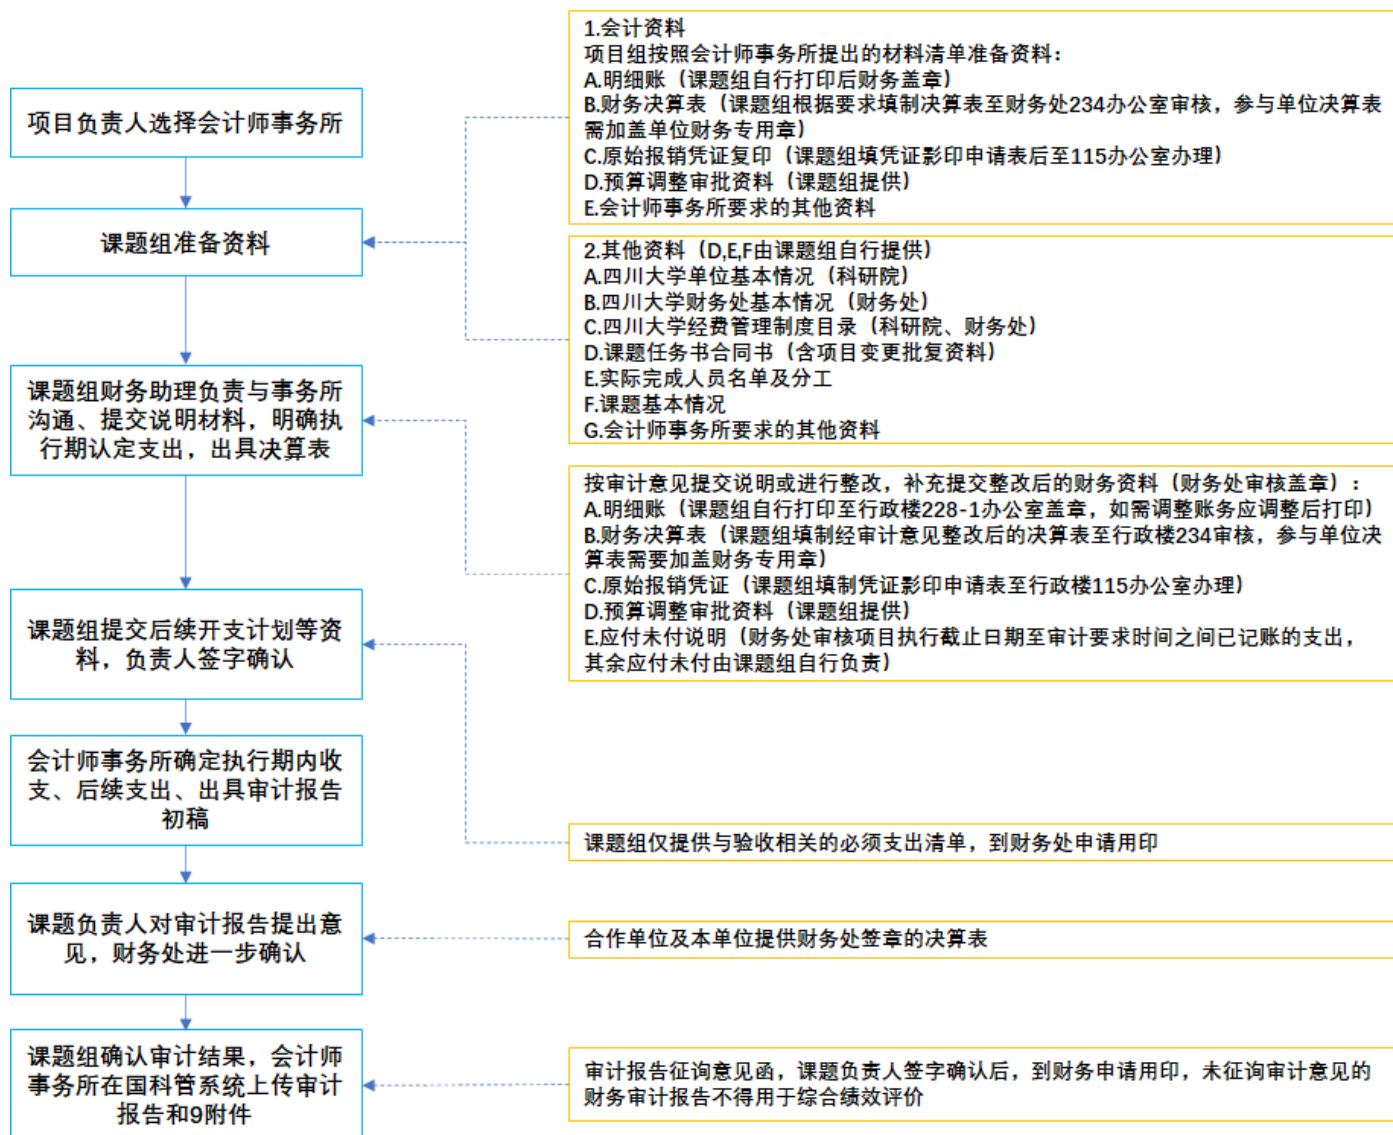 项目负责人选择会计师事务所
课题组准备资料
课题组财务助理负责与事务所
沟通、提交说明材料，明确执
行期认定支出，出具决算表
课题组提交后续开支计划等资
料，负责人签字确认
会计师事务所确定执行期内收
支、后续支出、出具审计报告
初稿
课题负责人对审计报告提出意
见，财务处进一步确认
课题组确认审计结果，会计师
事务所在国科管系统上传审计
报告和9附件
1.会计资料
项目组按照会计师事务所提出的材料清单准备资料：
A.明细账（课题组自行打印后财务盖章）
B.财务决算表（课题组根据要求填制决算表至财务处234办公室审核，参与单位决算表
需加盖单位财务专用章）
C.原始报销凭证复印（课题组填凭证影印申请表后至115办公室办理）
D.预算调整审批资料（课题组提供）
E.会计师事务所要求的其他资料
2.其他资料（D,E,F由课题组自行提供）
A.四川大学单位基本情况（科研院）
B.四川大学财务处基本情况（财务处）
C.四川大学经费管理制度目录（科研院、财务处）
D.课题任务书合同书（含项目变更批复资料）
E.实际完成人员名单及分工
F.课题基本情况
G.会计师事务所要求的其他资料
按审计意见提交说明或进行整改，补充提交整改后的财务资料（财务处审核盖章）：
A.明细账（课题组自行打印至行政楼228-1办公室盖章，如需调整账务应调整后打印）
B.财务决算表（课题组填制经审计意见整改后的决算表至行政楼234审核，参与单位决
算表需要加盖财务专用章）
C.原始报销凭证（课题组填制凭证影印申请表至行政楼115办公室办理）
D.预算调整审批资料（课题组提供）
E.应付未付说明（财务处审核项目执行截止日期至审计要求时间之间已记账的支出，
其余应付未付由课题组自行负责）
课题组仅提供与验收相关的必须支出清单，到财务处申请用印
合作单位及本单位提供财务处签章的决算表
审计报告征询意见函，课题负责人签字确认后，到财务申请用印，未征询审计意见的
财务审计报告不得用于综合绩效评价